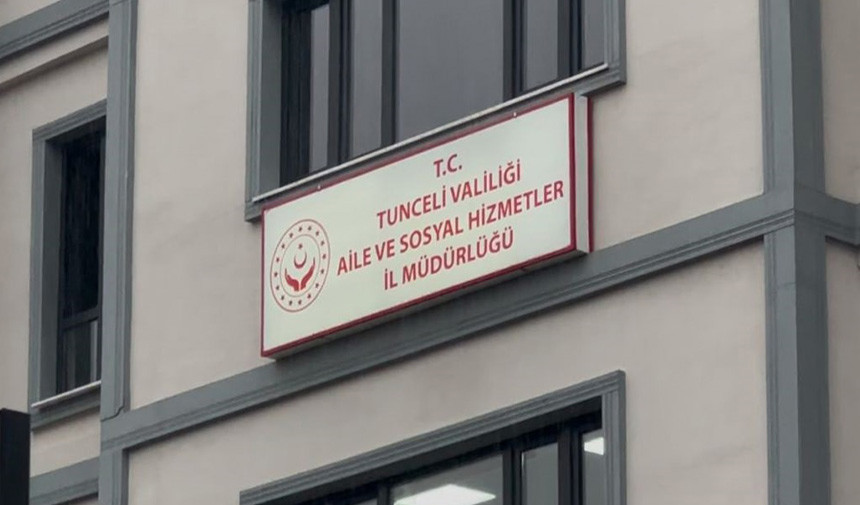 T.C.
TUNCELİ VALİLİĞİ
AİLE VE SOSYAL HİZMETLER
İL MÜDÜRLÜĞÜ